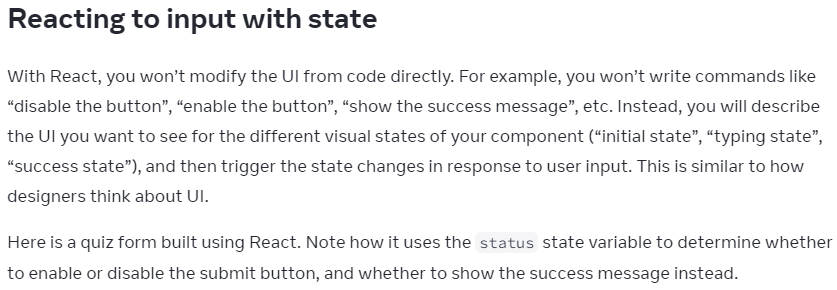 Reacting to input with state
With React, you won’t modify the UI from code directly. For example, you won’t write commands like
“disable the button”, “enable the button”, “show the success message”, etc. Instead, you will describe
the UI you want to see for the different visual states of your component (“initial state”, “typing state”,
“success state”), and then trigger the state changes in response to user input. This is similar to how
designers think about UI.
Here is a quiz form built using React. Note how it uses the status state variable to determine whether
to enable or disable the submit button, and whether to show the success message instead.